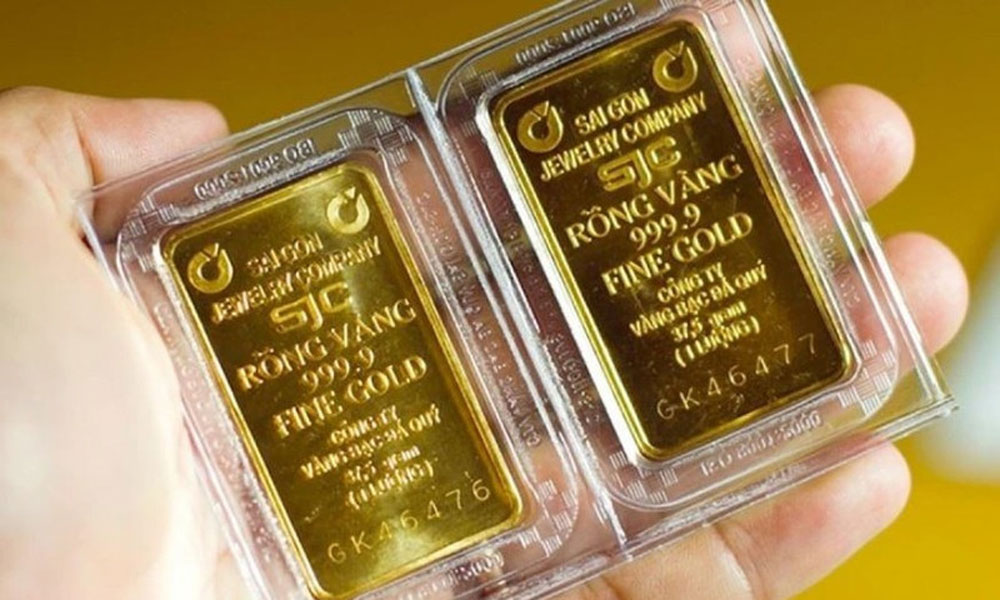 SAI GON
JEWELRY COMPANY
SJC
RỒNG VÀNG
999.9
FINE GOLD
CÔNG TY
VÀNG BẠC ĐÁ QUÝ
37,5 gram
(1 LƯỢNG)
GK46476
SAI GON
JEWELRY COMPANY
SJC
RỒNG VÀNG
999.9
FINE GOLD
CÔNG TY
VÀNG BẠC ĐÁ QUÝ
37,5 gram
(1 LƯỢNG)
GK46477